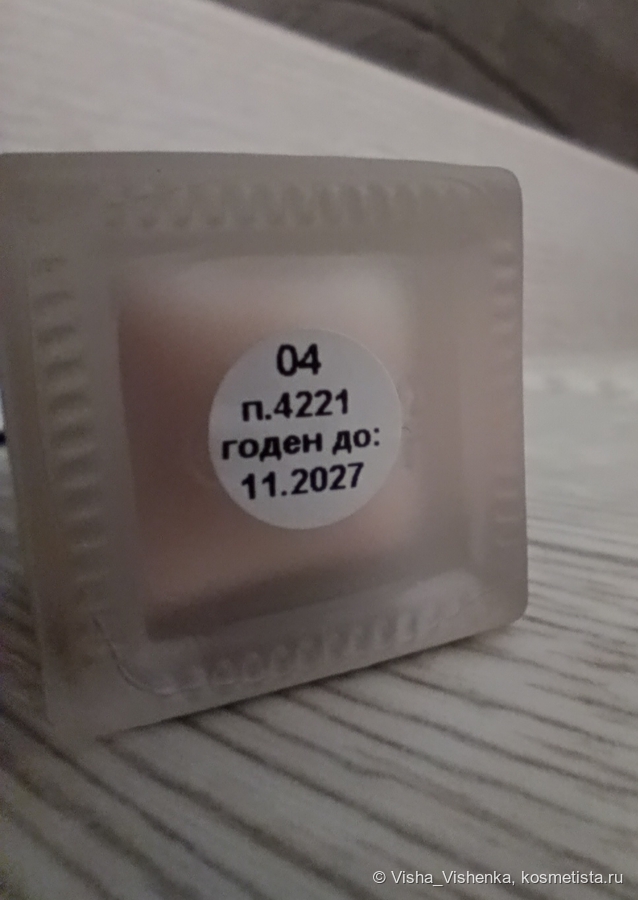 04
п.4221
годен до:
11.2027
© Visha_Vishenka, kosmetista.ru